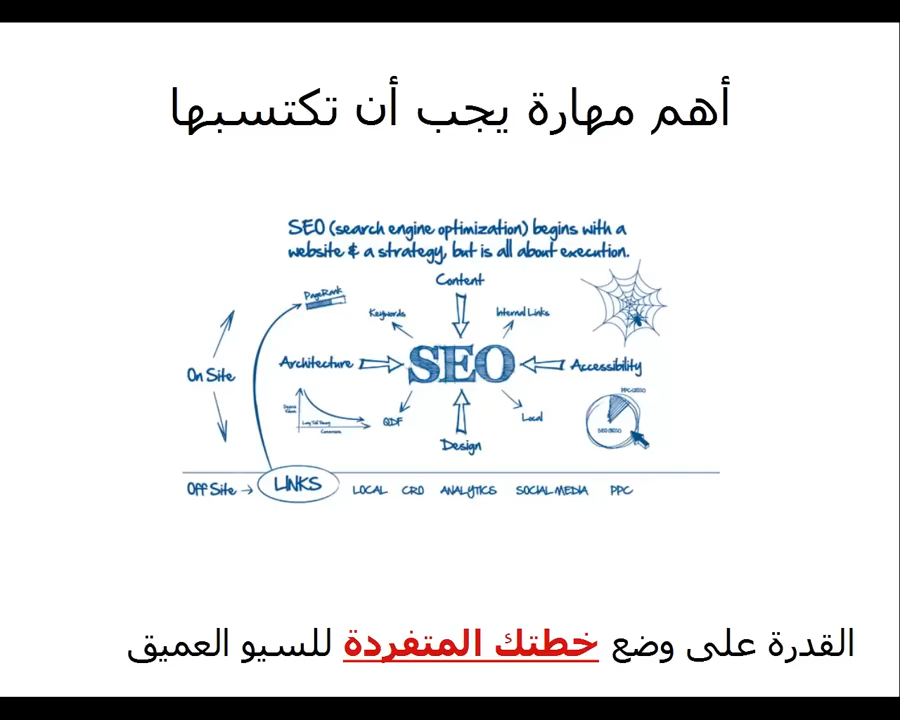 أهم مهارة يجب أن تكتسبها
SEO (search engine optimization) begins with a
website & a strategy, but is all about execution.
Content
PageRank
Keywords
Internal Links
Architecture
SEO
Accessibility
On Site
QDF
Local
Design
Off Site
LINKS
LOCAL CRO ANALYTICS SOCIAL MEDIA PPC
القدرة على وضع خطتك المتفردة للسيو العميق